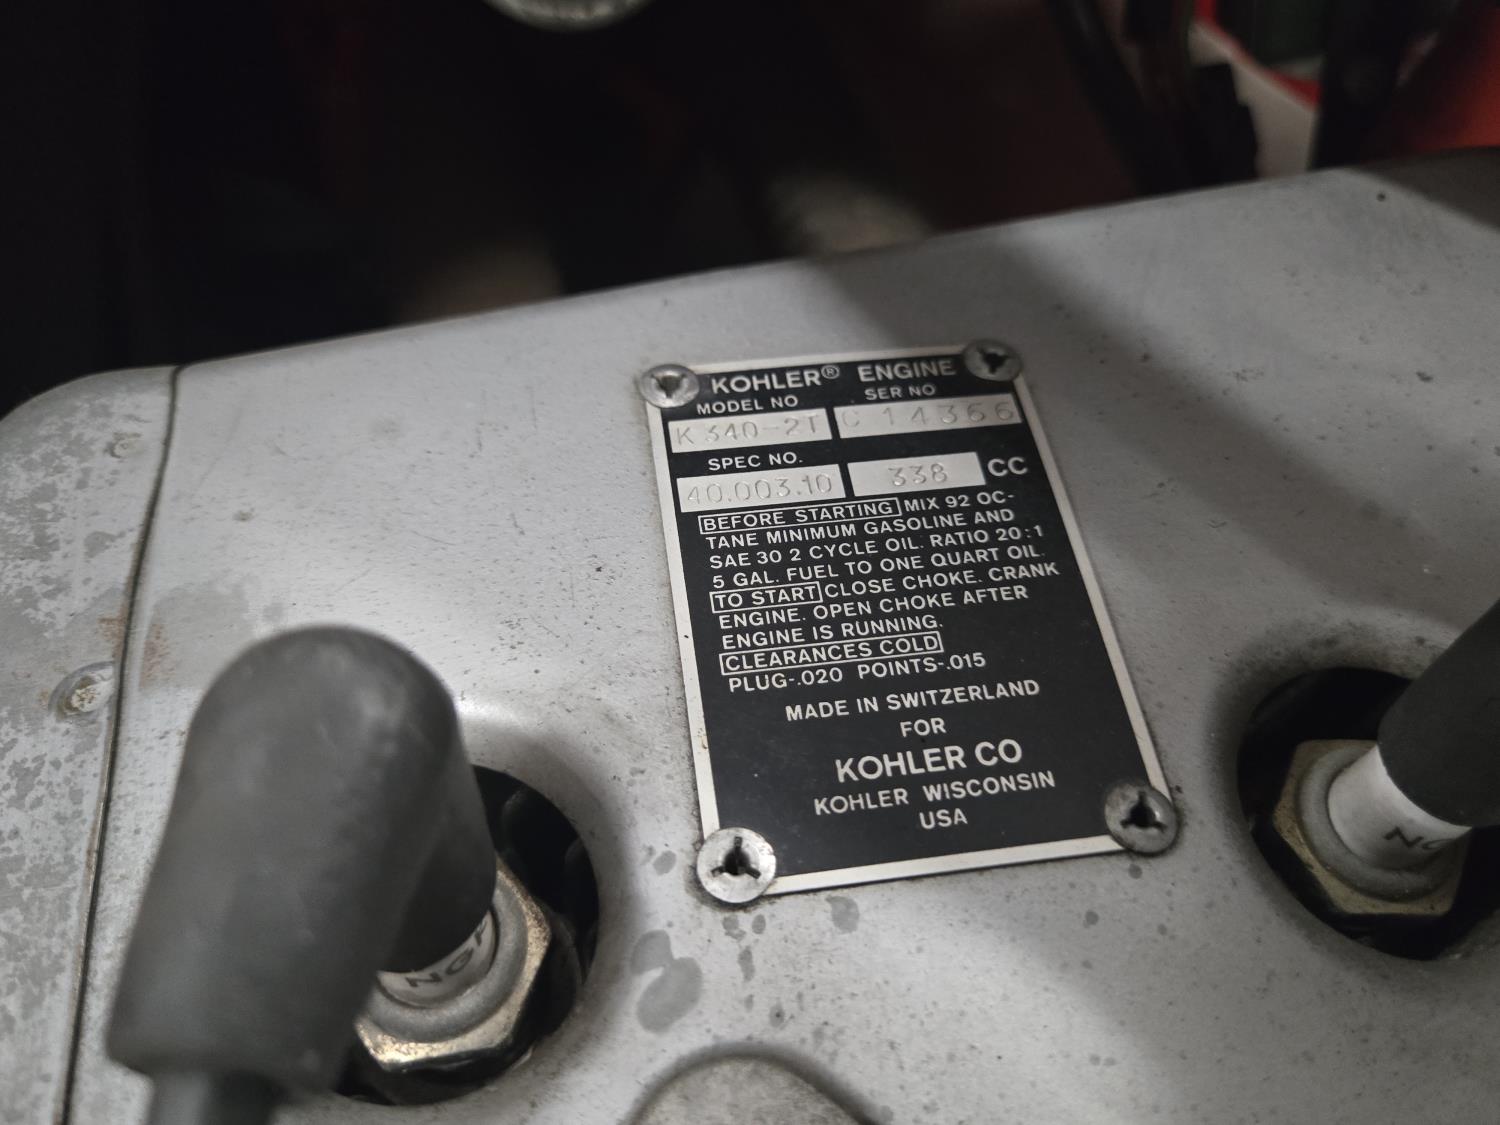 KOHLER® ENGINE
MODEL NO SER NO
K340-2T C 14366
SPEC NO.
40.003.10 338 CC
BEFORE STARTING MIX 92 OC-
TANE MINIMUM GASOLINE AND
SAE 30 2 CYCLE OIL. RATIO 20:1
5 GAL. FUEL TO ONE QUART OIL.
TO START CLOSE CHOKE. CRANK
ENGINE. OPEN CHOKE AFTER
ENGINE IS RUNNING.
CLEARANCES COLD
PLUG-.020 POINTS-.015
MADE IN SWITZERLAND
FOR
KOHLER CO
KOHLER WISCONSIN
USA